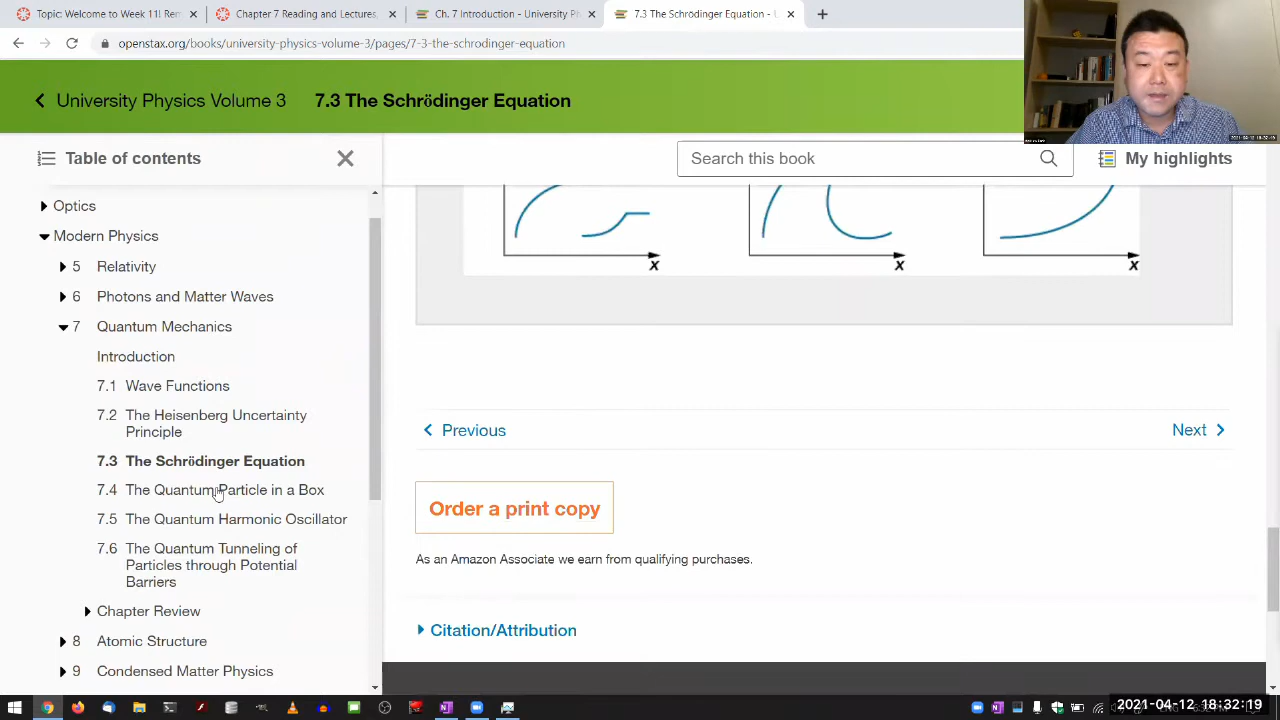 Topic: Welcome to Week 11! Rem
Chapter 7 Reading and Lectures,
Ch. 7 Introduction - University Ph
7.3 The Schrödinger Equation - U
openstax.org/books/university-physics-volume-3/pages/7-3-the-schrodinger-equation
University Physics Volume 3
7.3 The Schrödinger Equation
2021-04-12 18:32:19
Table of contents
Search this book
My highlights
Optics
Modern Physics
5 Relativity
6 Photons and Matter Waves
7 Quantum Mechanics
Introduction
7.1 Wave Functions
7.2 The Heisenberg Uncertainty
Principle
7.3 The Schrödinger Equation
7.4 The Quantum Particle in a Box
7.5 The Quantum Harmonic Oscillator
7.6 The Quantum Tunneling of
Particles through Potential
Barriers
Chapter Review
8 Atomic Structure
9 Condensed Matter Physics
x
x
x
Previous
Next
Order a print copy
As an Amazon Associate we earn from qualifying purchases.
Citation/Attribution
2021-04-12 18:32:19